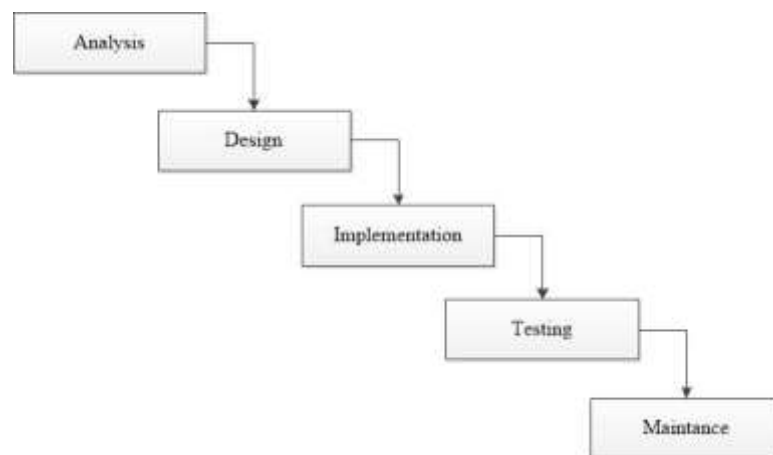 Analysis
Design
Implementation
Testing
Maintance